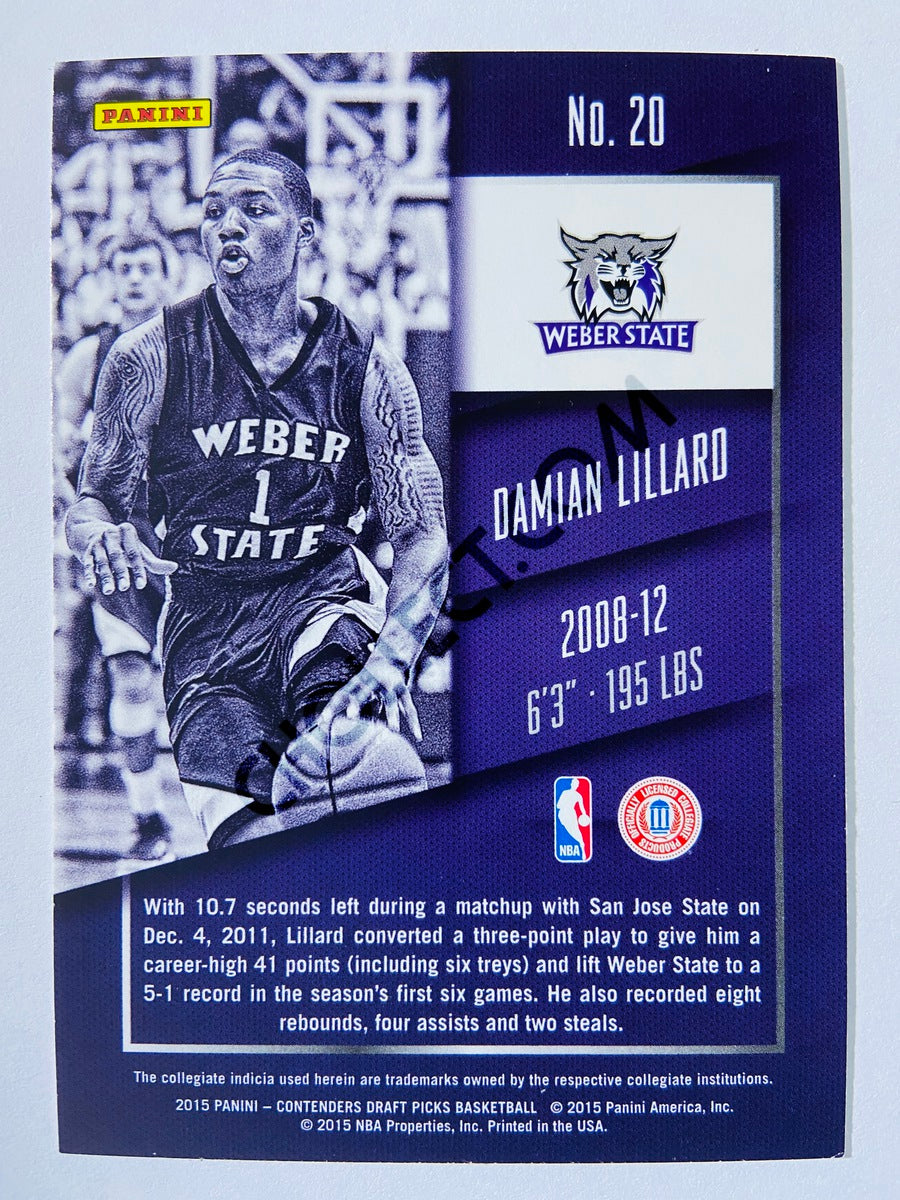 PANINI
No. 20
WEBER STATE
WEBER
1
STATE
DAMIAN LILLARD
2008-12
6'3" · 195 LBS
NBA
OFFICIALLY LICENSED COLLEGIATE PRODUCTS
With 10.7 seconds left during a matchup with San Jose State on
Dec. 4, 2011, Lillard converted a three-point play to give him a
career-high 41 points (including six treys) and lift Weber State to a
5-1 record in the season's first six games. He also recorded eight
rebounds, four assists and two steals.
The collegiate indicia used herein are trademarks owned by the respective collegiate institutions.
2015 PANINI – CONTENDERS DRAFT PICKS BASKETBALL © 2015 Panini America, Inc.
© 2015 NBA Properties, Inc. Printed in the USA.